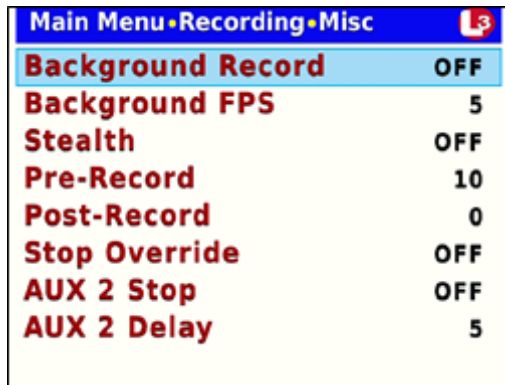 Main Menu•Recording•Misc L3
Background Record OFF
Background FPS 5
Stealth OFF
Pre-Record 10
Post-Record 0
Stop Override OFF
AUX 2 Stop OFF
AUX 2 Delay 5